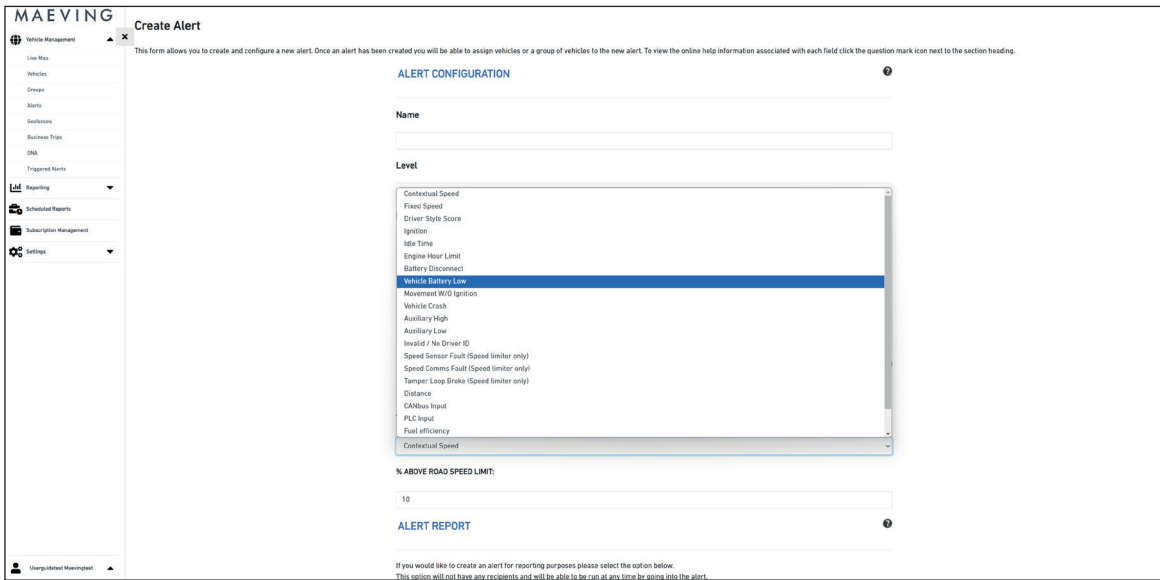 MAEVING
Vehicle Management
Live Map
Vehicles
Groups
Alerts
Geofences
Business Trips
DNA
Triggered Alerts
Reporting
Scheduled Reports
Subscription Management
Settings
Userguidetest Maevingtest
×
Create Alert
This form allows you to create and configure a new alert. Once an alert has been created you will be able to assign vehicles or a group of vehicles to the new alert. To view the online help information associated with each field click the question mark icon next to the section heading.
ALERT CONFIGURATION ?
Name
Level
Contextual Speed
Fixed Speed
Driver Style Score
Ignition
Idle Time
Engine Hour Limit
Battery Disconnect
Vehicle Battery Low
Movement W/O Ignition
Vehicle Crash
Auxiliary High
Auxiliary Low
Invalid / No Driver ID
Speed Sensor Fault (Speed limiter only)
Speed Comms Fault (Speed limiter only)
Tamper Loop Broke (Speed limiter only)
Distance
CANbus Input
PLC Input
Fuel efficiency
Contextual Speed
% ABOVE ROAD SPEED LIMIT:
10
ALERT REPORT ?
If you would like to create an alert for reporting purposes please select the option below.
This option will not have any recipients and will be able to be run at any time by going into the alert.